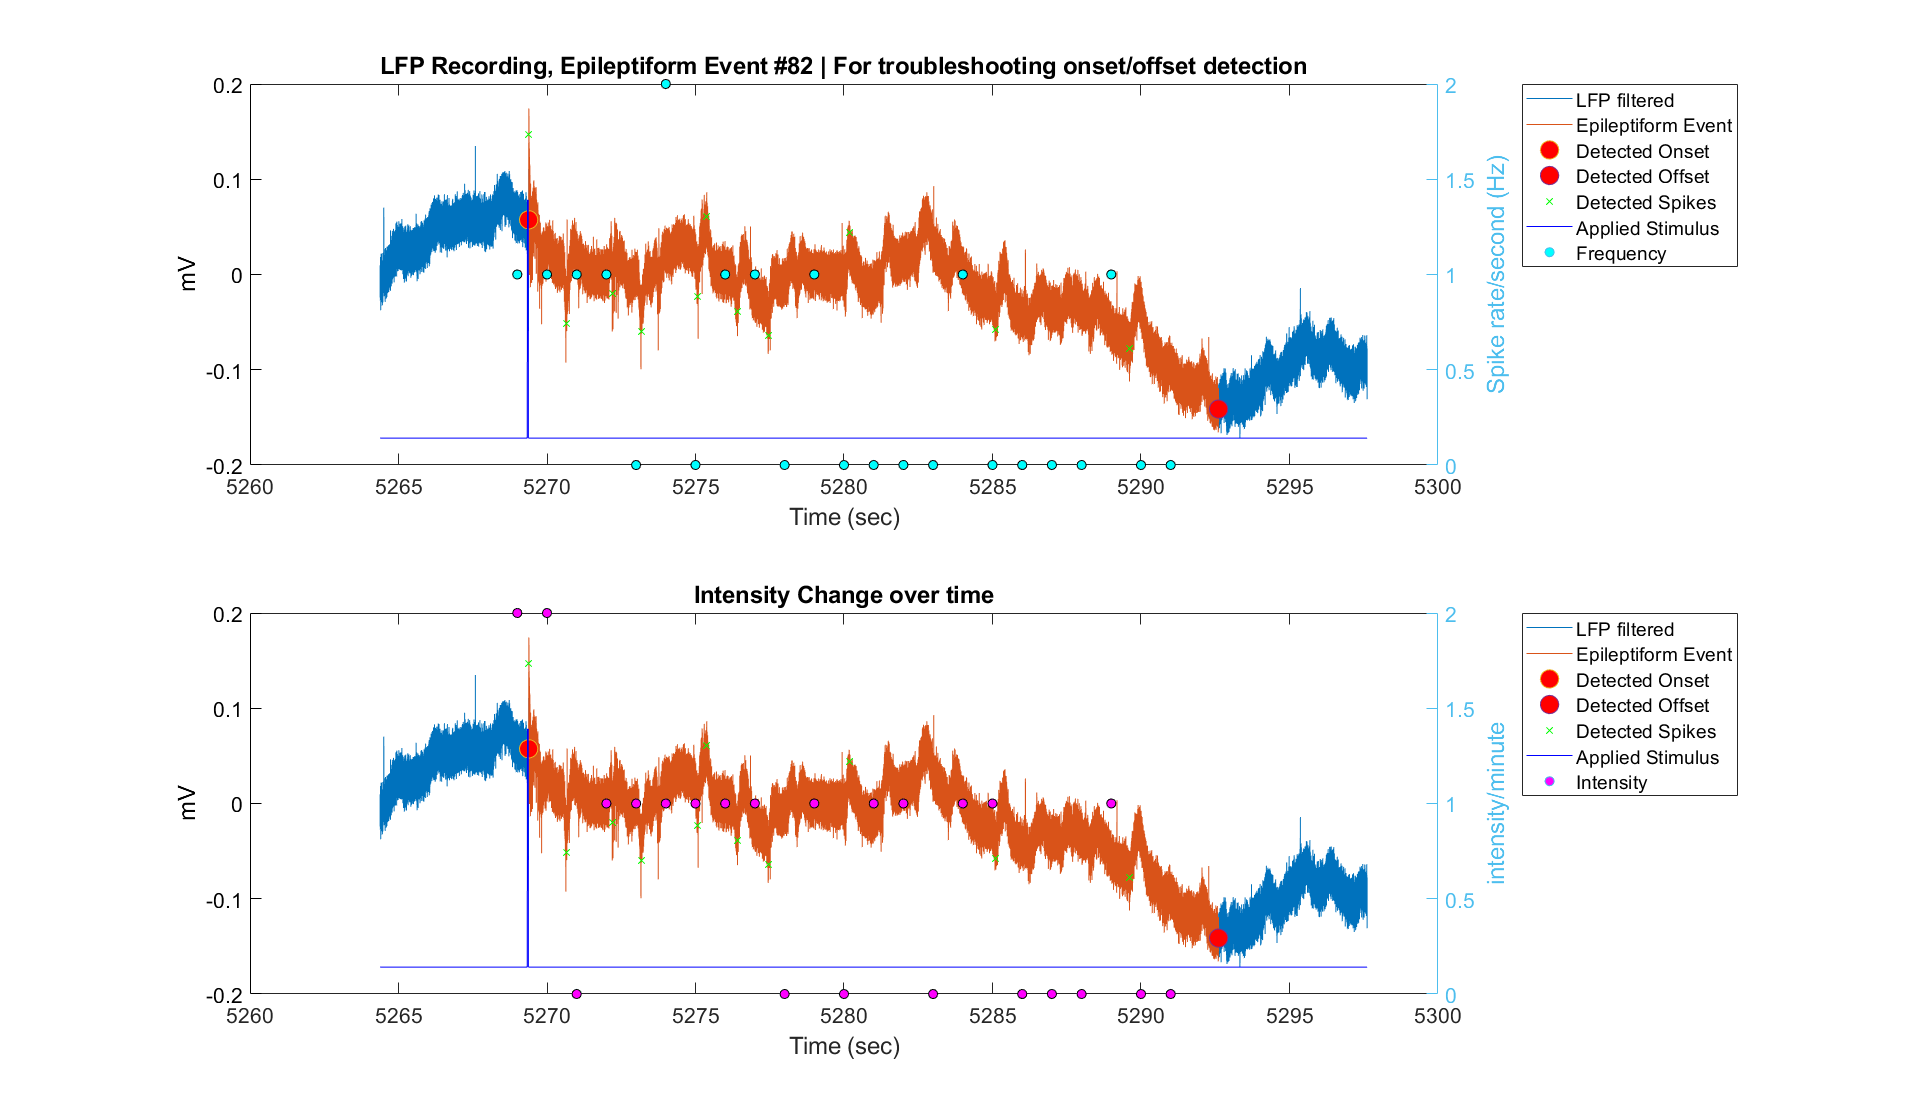 LFP Recording, Epileptiform Event #82 | For troubleshooting onset/offset detection
0.2
0.1
0
-0.1
-0.2
mV
2
1.5
1
0.5
0
Spike rate/second (Hz)
5260 5265 5270 5275 5280 5285 5290 5295 5300
Time (sec)
LFP filtered
Epileptiform Event
Detected Onset
Detected Offset
Detected Spikes
Applied Stimulus
Frequency
Intensity Change over time
0.2
0.1
0
-0.1
-0.2
mV
2
1.5
1
0.5
0
intensity/minute
5260 5265 5270 5275 5280 5285 5290 5295 5300
Time (sec)
LFP filtered
Epileptiform Event
Detected Onset
Detected Offset
Detected Spikes
Applied Stimulus
Intensity